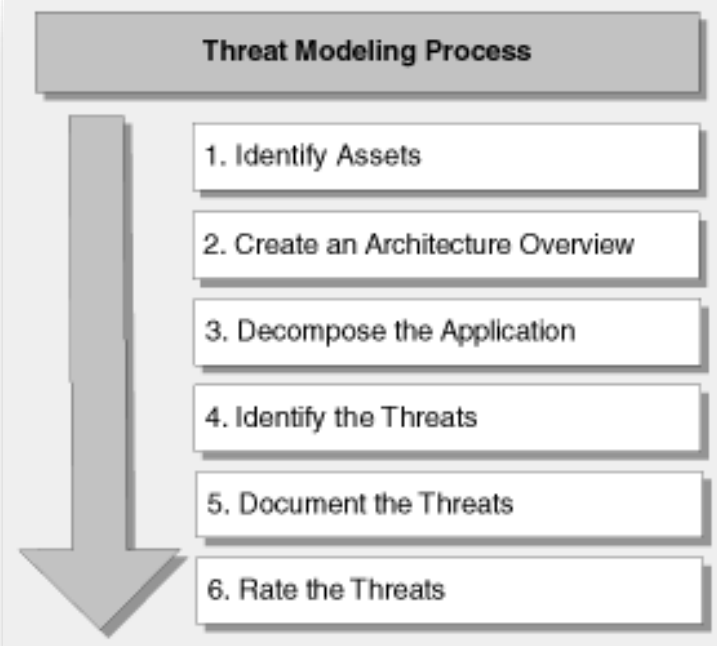 Threat Modeling Process
1. Identify Assets
2. Create an Architecture Overview
3. Decompose the Application
4. Identify the Threats
5. Document the Threats
6. Rate the Threats